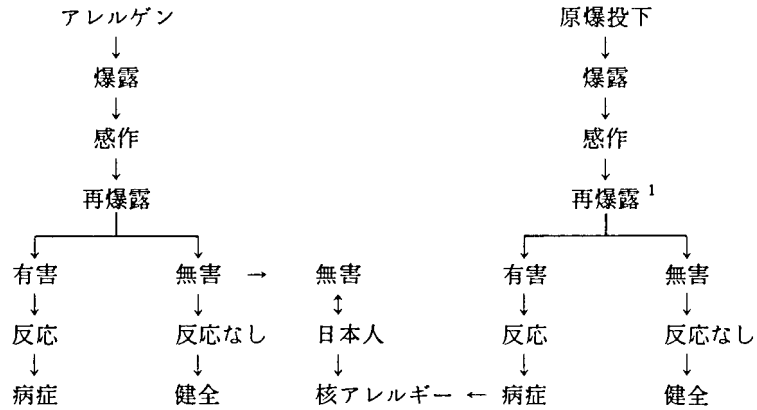 アレルゲン 原爆投下
↓ ↓
爆露 爆露
↓ ↓
感作 感作
↓ ↓
再爆露 再爆露 1
有害 無害 → 無害 有害 無害
↓ ↓ ↕ ↓ ↓
反応 反応なし 日本人 反応 反応なし
↓ ↓ ↓ ↓ ↓
病症 健全 核アレルギー ← 病症 健全